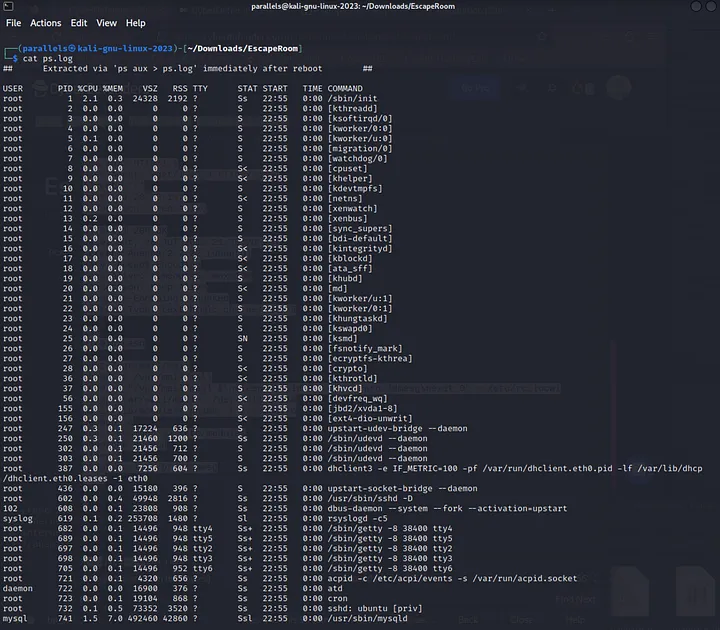 parallels@kali-gnu-linux-2023: ~/Downloads/EscapeRoom
File Actions Edit View Help
┌──(parallels㉿kali-gnu-linux-2023)-[~/Downloads/EscapeRoom]
└─$ cat ps.log
## Extracted via 'ps aux > ps.log' immediately after reboot ##
USER PID %CPU %MEM VSZ RSS TTY STAT START TIME COMMAND
root 1 2.1 0.3 24328 2192 ? Ss 22:55 0:00 /sbin/init
root 2 0.0 0.0 0 0 ? S 22:55 0:00 [kthreadd]
root 3 0.0 0.0 0 0 ? S 22:55 0:00 [ksoftirqd/0]
root 4 0.0 0.0 0 0 ? S 22:55 0:00 [kworker/0:0]
root 5 0.1 0.0 0 0 ? S 22:55 0:00 [kworker/u:0]
root 6 0.0 0.0 0 0 ? S 22:55 0:00 [migration/0]
root 7 0.0 0.0 0 0 ? S 22:55 0:00 [watchdog/0]
root 8 0.0 0.0 0 0 ? S< 22:55 0:00 [cpuset]
root 9 0.0 0.0 0 0 ? S< 22:55 0:00 [khelper]
root 10 0.0 0.0 0 0 ? S 22:55 0:00 [kdevtmpfs]
root 11 0.0 0.0 0 0 ? S< 22:55 0:00 [netns]
root 12 0.0 0.0 0 0 ? S 22:55 0:00 [xenwatch]
root 13 0.2 0.0 0 0 ? S 22:55 0:00 [xenbus]
root 14 0.0 0.0 0 0 ? S 22:55 0:00 [sync_supers]
root 15 0.0 0.0 0 0 ? S 22:55 0:00 [bdi-default]
root 16 0.0 0.0 0 0 ? S< 22:55 0:00 [kintegrityd]
root 17 0.0 0.0 0 0 ? S< 22:55 0:00 [kblockd]
root 18 0.0 0.0 0 0 ? S< 22:55 0:00 [ata_sff]
root 19 0.0 0.0 0 0 ? S 22:55 0:00 [khubd]
root 20 0.0 0.0 0 0 ? S< 22:55 0:00 [md]
root 21 0.0 0.0 0 0 ? S 22:55 0:00 [kworker/u:1]
root 22 0.0 0.0 0 0 ? S 22:55 0:00 [kworker/0:1]
root 23 0.0 0.0 0 0 ? S 22:55 0:00 [khungtaskd]
root 24 0.0 0.0 0 0 ? S 22:55 0:00 [kswapd0]
root 25 0.0 0.0 0 0 ? SN 22:55 0:00 [ksmd]
root 26 0.0 0.0 0 0 ? S 22:55 0:00 [fsnotify_mark]
root 27 0.0 0.0 0 0 ? S 22:55 0:00 [ecryptfs-kthrea]
root 28 0.0 0.0 0 0 ? S< 22:55 0:00 [crypto]
root 36 0.0 0.0 0 0 ? S< 22:55 0:00 [kthrotld]
root 37 0.0 0.0 0 0 ? S 22:55 0:00 [khvcd]
root 56 0.0 0.0 0 0 ? S< 22:55 0:00 [devfreq_wq]
root 155 0.0 0.0 0 0 ? S 22:55 0:00 [jbd2/xvda1-8]
root 156 0.0 0.0 0 0 ? S< 22:55 0:00 [ext4-dio-unwrit]
root 247 0.3 0.1 17224 636 ? S 22:55 0:00 upstart-udev-bridge --daemon
root 250 0.3 0.1 21460 1200 ? Ss 22:55 0:00 /sbin/udevd --daemon
root 302 0.0 0.1 21456 712 ? S 22:55 0:00 /sbin/udevd --daemon
root 303 0.0 0.1 21456 700 ? S 22:55 0:00 /sbin/udevd --daemon
root 387 0.0 0.0 7256 604 ? Ss 22:55 0:00 dhclient3 -e IF_METRIC=100 -pf /var/run/dhclient.eth0.pid -lf /var/lib/dhcp
/dhclient.eth0.leases -1 eth0
root 436 0.0 0.0 15180 396 ? S 22:55 0:00 upstart-socket-bridge --daemon
root 602 0.0 0.4 49948 2816 ? Ss 22:55 0:00 /usr/sbin/sshd -D
102 608 0.0 0.1 23808 908 ? Ss 22:55 0:00 dbus-daemon --system --fork --activation=upstart
syslog 619 0.1 0.2 253708 1480 ? Sl 22:55 0:00 rsyslogd -c5
root 682 0.0 0.1 14496 948 tty4 Ss+ 22:55 0:00 /sbin/getty -8 38400 tty4
root 689 0.0 0.1 14496 948 tty5 Ss+ 22:55 0:00 /sbin/getty -8 38400 tty5
root 697 0.0 0.1 14496 948 tty2 Ss+ 22:55 0:00 /sbin/getty -8 38400 tty2
root 698 0.0 0.1 14496 948 tty3 Ss+ 22:55 0:00 /sbin/getty -8 38400 tty3
root 705 0.0 0.1 14496 952 tty6 Ss+ 22:55 0:00 /sbin/getty -8 38400 tty6
root 721 0.0 0.1 4320 656 ? Ss 22:55 0:00 acpid -c /etc/acpi/events -s /var/run/acpid.socket
daemon 722 0.0 0.0 16900 376 ? Ss 22:55 0:00 atd
root 723 0.0 0.1 19104 868 ? Ss 22:55 0:00 cron
root 732 0.1 0.5 73352 3520 ? Ss 22:55 0:00 sshd: ubuntu [priv]
mysql 741 1.5 7.0 492460 42860 ? Ssl 22:55 0:00 /usr/sbin/mysqld